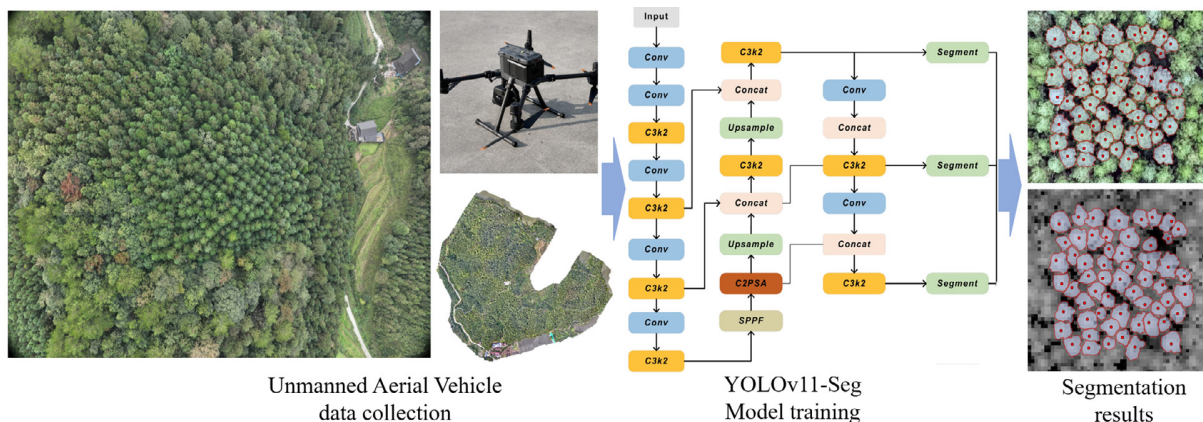 Input
Conv
Conv
C3k2
Conv
C3k2
Conv
C3k2
Conv
C3k2
C3k2
Concat
Upsample
C3k2
Concat
Upsample
C2PSA
SPPF
Conv
Concat
C3k2
Conv
Concat
C3k2
Segment
Segment
Segment
Unmanned Aerial Vehicle
data collection
YOLOv11-Seg
Model training
Segmentation
results